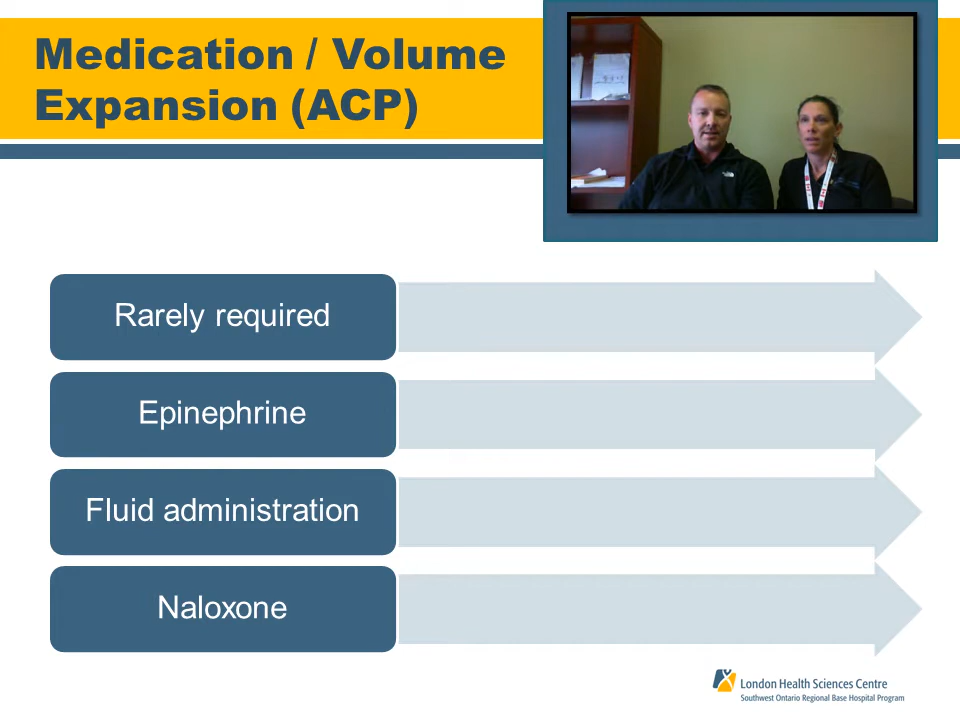 Medication / Volume
Expansion (ACP)
Rarely required
Epinephrine
Fluid administration
Naloxone
London Health Sciences Centre
Southwest Ontario Regional Base Hospital Program